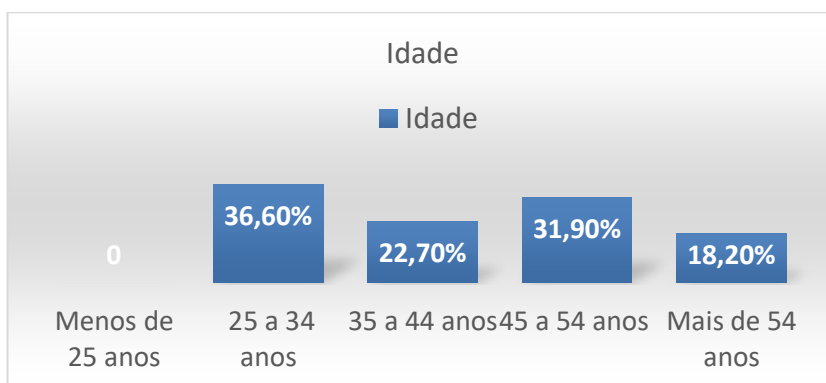 Idade
Idade
0
36,60%
22,70%
31,90%
18,20%
Menos de
25 anos
25 a 34
anos
35 a 44 anos
45 a 54 anos
Mais de 54
anos